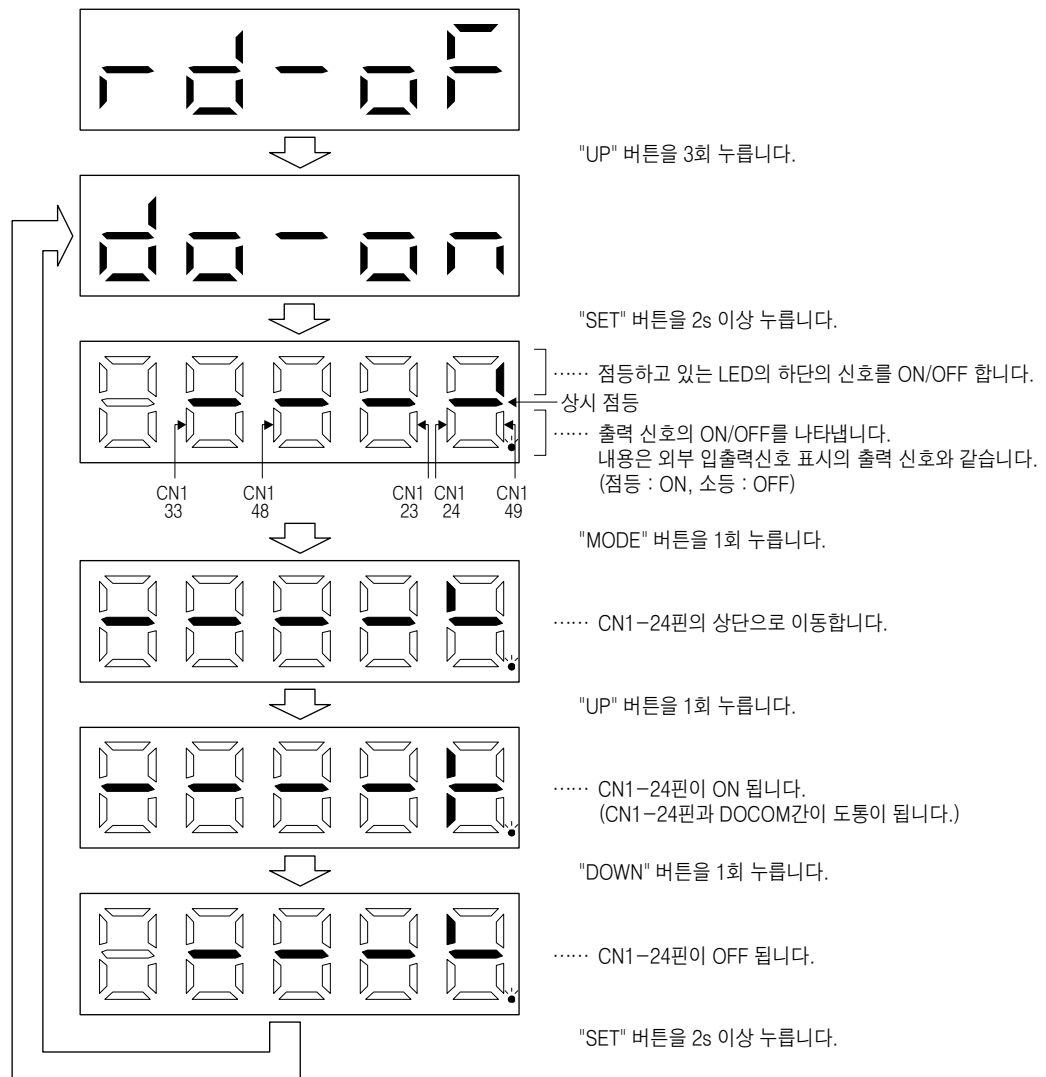 rd-oF
"UP" 버튼을 3회 누릅니다.
do-on
"SET" 버튼을 2s 이상 누릅니다.
…… 점등하고 있는 LED의 하단의 신호를 ON/OFF 합니다.
상시 점등
…… 출력 신호의 ON/OFF를 나타냅니다.
내용은 외부 입출력신호 표시의 출력 신호와 같습니다.
(점등 : ON, 소등 : OFF)
CN1 CN1 CN1 CN1 CN1
33 48 23 24 49
"MODE" 버튼을 1회 누릅니다.
…… CN1-24핀의 상단으로 이동합니다.
"UP" 버튼을 1회 누릅니다.
…… CN1-24핀이 ON 됩니다.
(CN1-24핀과 DOCOM간이 도통이 됩니다.)
"DOWN" 버튼을 1회 누릅니다.
…… CN1-24핀이 OFF 됩니다.
"SET" 버튼을 2s 이상 누릅니다.